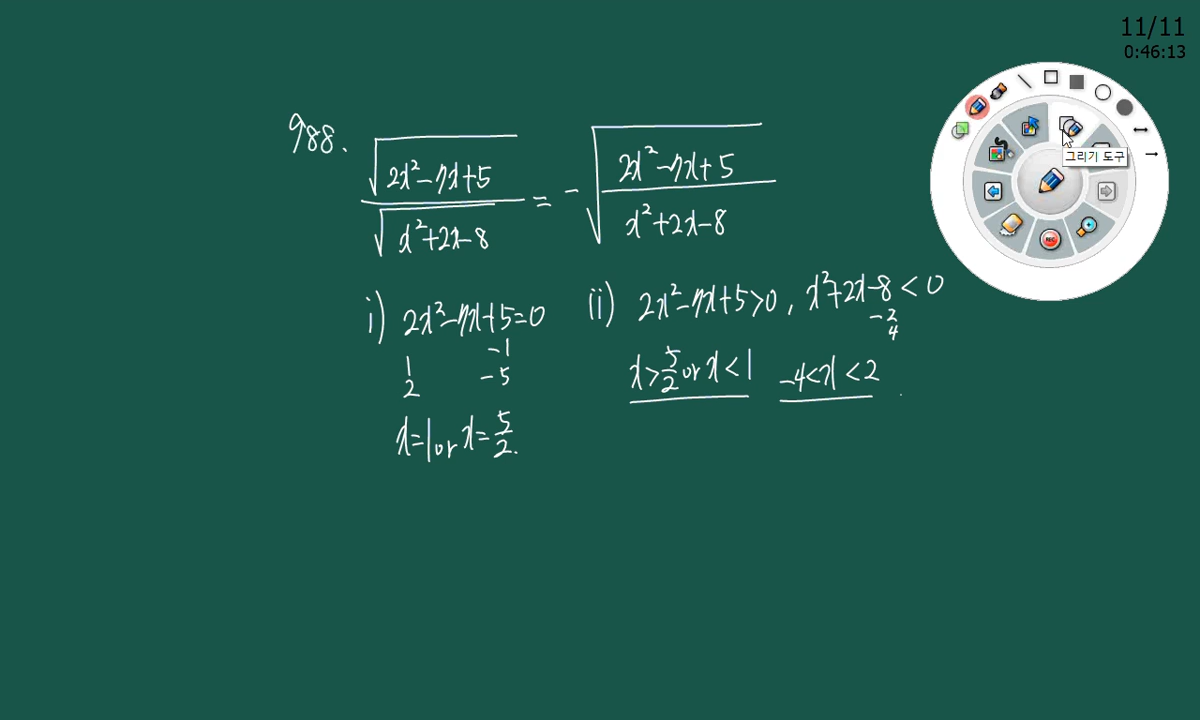 11/11
0:46:13
그리기 도구
REC
988. √(2x²-7x+5) / √(x²+2x-8) = - √((2x²-7x+5) / (x²+2x-8))
i) 2x²-7x+5=0
1 -1
2 -5
x=1 or x=5/2.
ii) 2x²-7x+5>0, x²+2x-8<0
-2
4
x>5/2 or x<1 -4<x<2